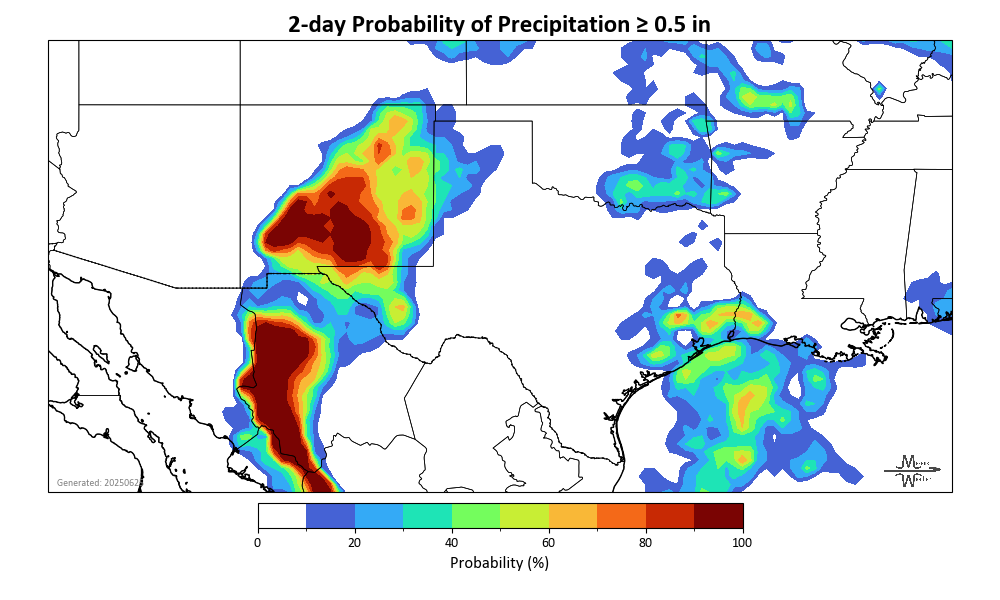 2-day Probability of Precipitation ≥ 0.5 in
Generated: 2025062
0 20 40 60 80 100
Probability (%)